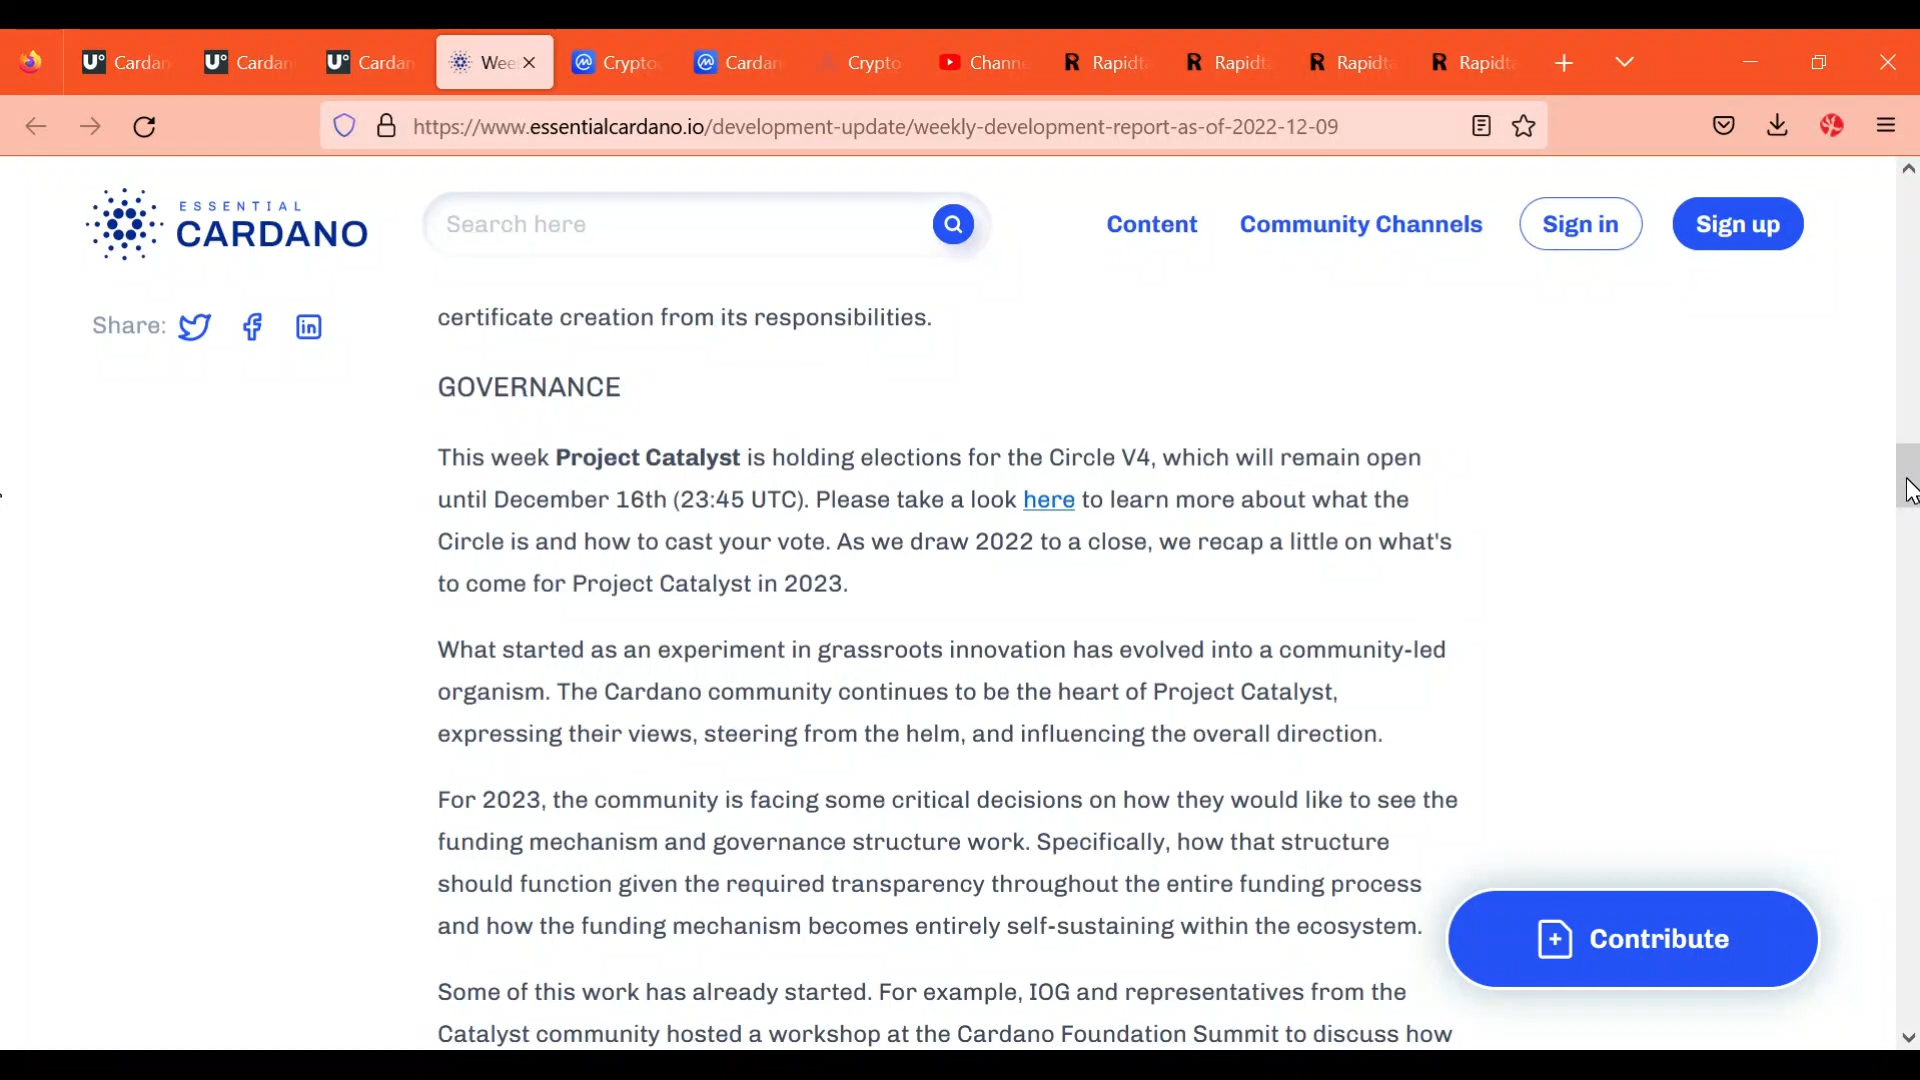 U° Cardan
U° Cardan
U° Cardan
Wee
Crypto
Cardan
Crypto
Channe
R Rapidta
R Rapidta
R Rapidta
R Rapidta
https://www.essentialcardano.io/development-update/weekly-development-report-as-of-2022-12-09
ESSENTIAL
CARDANO
Search here
Content
Community Channels
Sign in
Sign up
Share:
certificate creation from its responsibilities.
GOVERNANCE
This week Project Catalyst is holding elections for the Circle V4, which will remain open
until December 16th (23:45 UTC). Please take a look here to learn more about what the
Circle is and how to cast your vote. As we draw 2022 to a close, we recap a little on what's
to come for Project Catalyst in 2023.
What started as an experiment in grassroots innovation has evolved into a community-led
organism. The Cardano community continues to be the heart of Project Catalyst,
expressing their views, steering from the helm, and influencing the overall direction.
For 2023, the community is facing some critical decisions on how they would like to see the
funding mechanism and governance structure work. Specifically, how that structure
should function given the required transparency throughout the entire funding process
and how the funding mechanism becomes entirely self-sustaining within the ecosystem.
Contribute
Some of this work has already started. For example, IOG and representatives from the
Catalyst community hosted a workshop at the Cardano Foundation Summit to discuss how